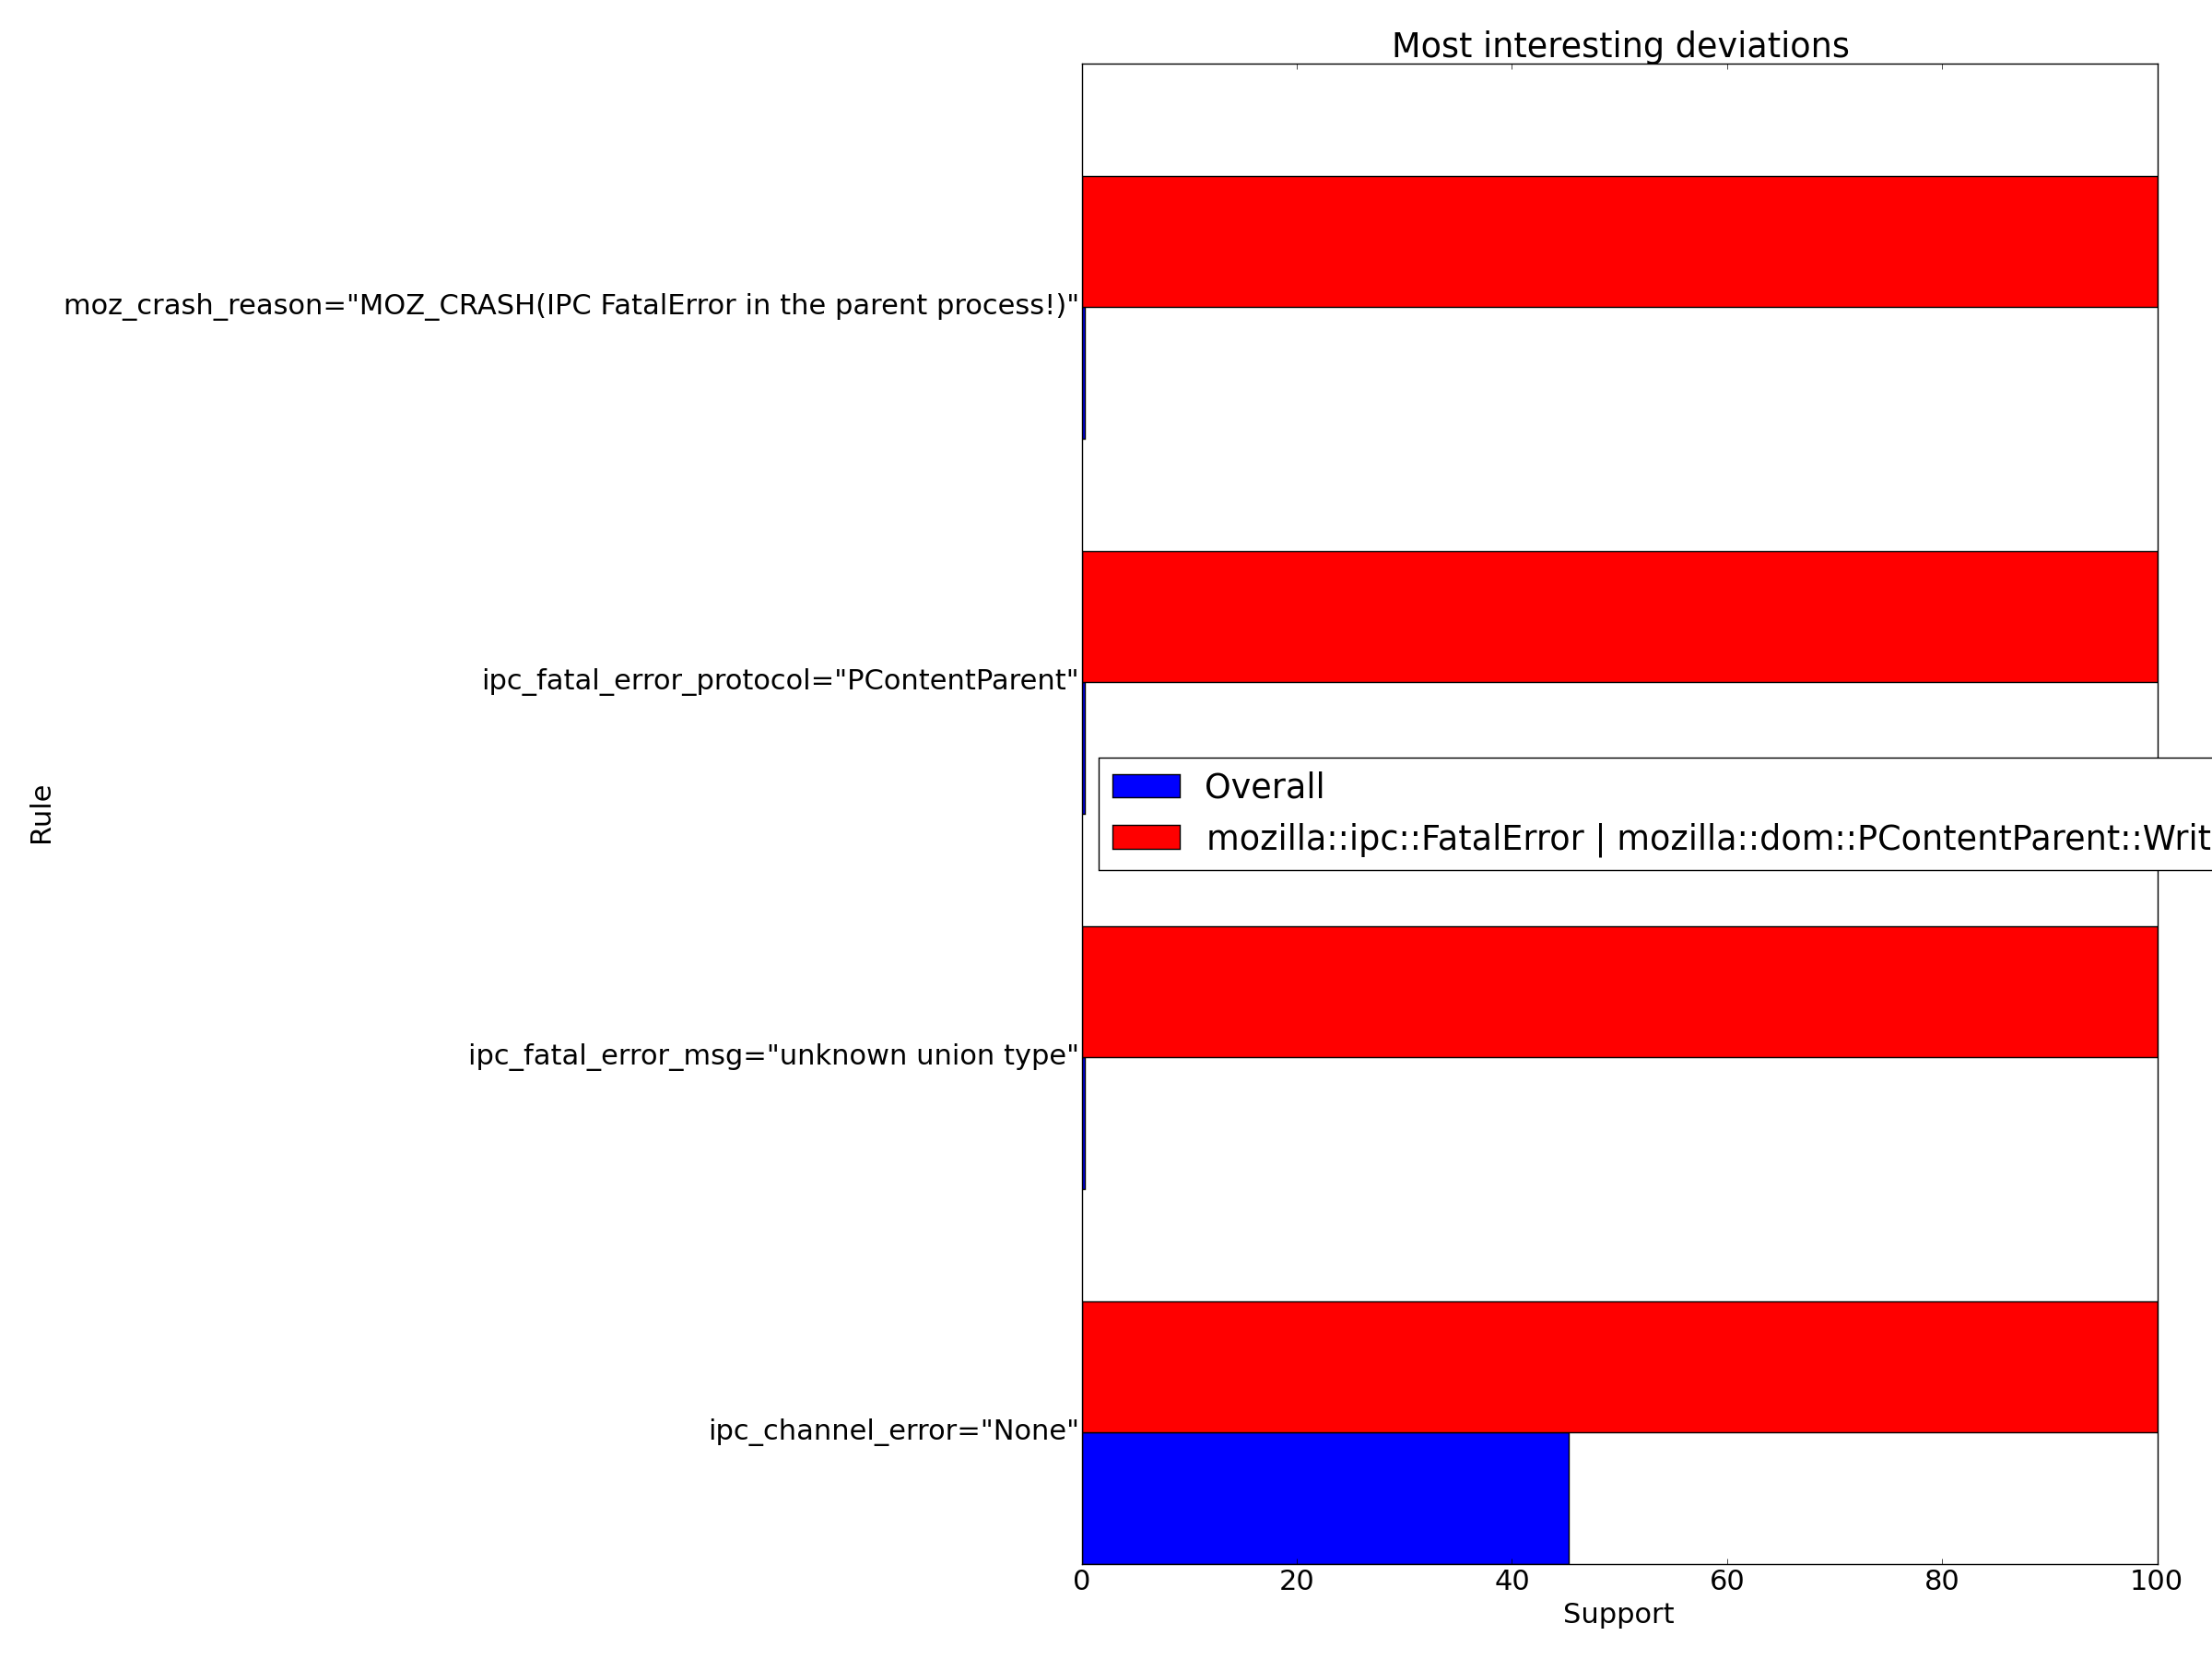 Most interesting deviations
moz_crash_reason="MOZ_CRASH(IPC FatalError in the parent process!)"
ipc_fatal_error_protocol="PContentParent"
Rule
Overall
mozilla::ipc::FatalError | mozilla::dom::PContentParent::Writ
ipc_fatal_error_msg="unknown union type"
ipc_channel_error="None"
0 20 40 60 80 100
Support